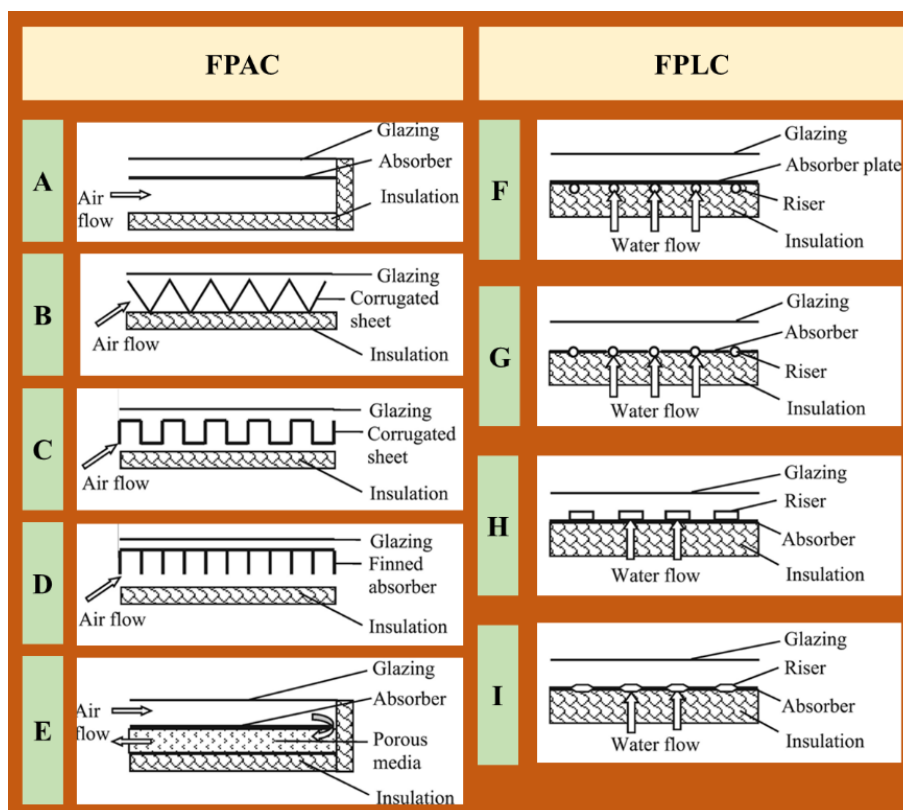 FPAC
A
Glazing
Absorber
Insulation
Air
flow
B
Glazing
Corrugated
sheet
Air flow
Insulation
C
Glazing
Corrugated
sheet
Air flow
Insulation
D
Glazing
Finned
absorber
Air flow
Insulation
E
Glazing
Absorber
Air
flow
Porous
media
Insulation
FPLC
F
Glazing
Absorber plate
Riser
Insulation
Water flow
G
Glazing
Absorber
Riser
Insulation
Water flow
H
Glazing
Riser
Absorber
Insulation
Water flow
I
Glazing
Riser
Absorber
Insulation
Water flow